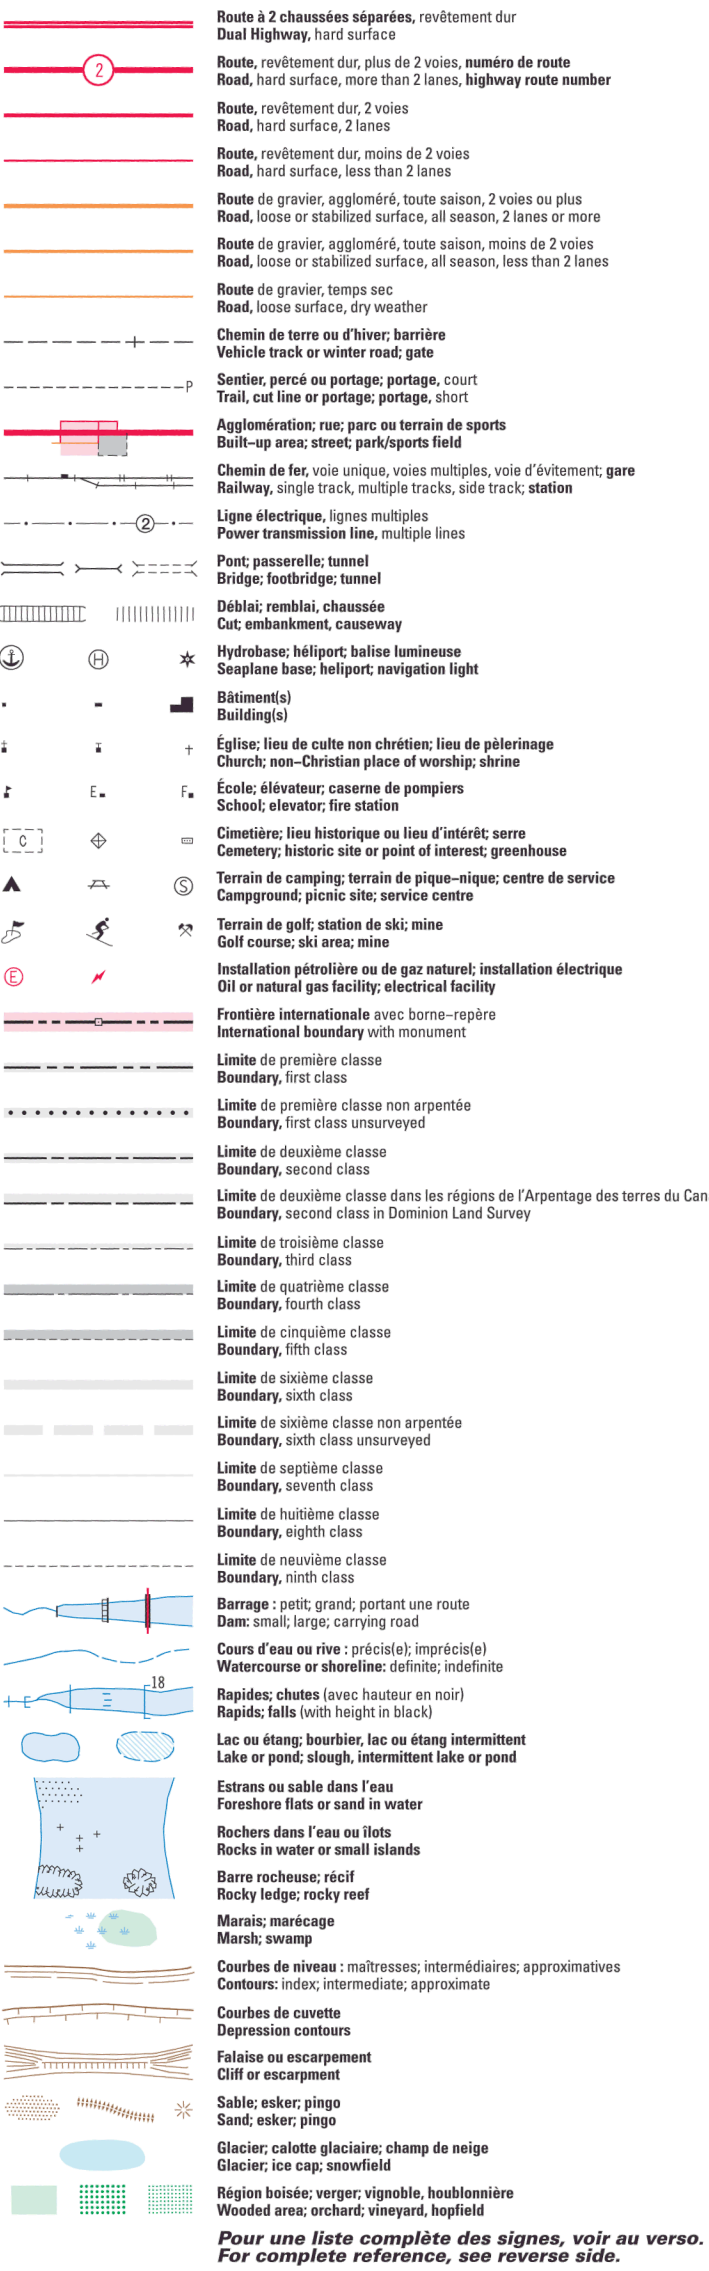 Route à 2 chaussées séparées, revêtement dur
Dual Highway, hard surface
2
Route, revêtement dur, plus de 2 voies, numéro de route
Road, hard surface, more than 2 lanes, highway route number
Route, revêtement dur, 2 voies
Road, hard surface, 2 lanes
Route, revêtement dur, moins de 2 voies
Road, hard surface, less than 2 lanes
Route de gravier, aggloméré, toute saison, 2 voies ou plus
Road, loose or stabilized surface, all season, 2 lanes or more
Route de gravier, aggloméré, toute saison, moins de 2 voies
Road, loose or stabilized surface, all season, less than 2 lanes
Route de gravier, temps sec
Road, loose surface, dry weather
Chemin de terre ou d'hiver; barrière
Vehicle track or winter road; gate
P
Sentier, percé ou portage; portage, court
Trail, cut line or portage; portage, short
Agglomération; rue; parc ou terrain de sports
Built-up area; street; park/sports field
Chemin de fer, voie unique, voies multiples, voie d'évitement; gare
Railway, single track, multiple tracks, side track; station
2
Ligne électrique, lignes multiples
Power transmission line, multiple lines
Pont; passerelle; tunnel
Bridge; footbridge; tunnel
Déblai; remblai, chaussée
Cut; embankment, causeway
H
Hydrobase; héliport; balise lumineuse
Seaplane base; heliport; navigation light
Bâtiment(s)
Building(s)
Église; lieu de culte non chrétien; lieu de pèlerinage
Church; non-Christian place of worship; shrine
E F
École; élévateur; caserne de pompiers
School; elevator; fire station
C
Cimetière; lieu historique ou lieu d'intérêt; serre
Cemetery; historic site or point of interest; greenhouse
S
Terrain de camping; terrain de pique-nique; centre de service
Campground; picnic site; service centre
Terrain de golf; station de ski; mine
Golf course; ski area; mine
E
Installation pétrolière ou de gaz naturel; installation électrique
Oil or natural gas facility; electrical facility
Frontière internationale avec borne-repère
International boundary with monument
Limite de première classe
Boundary, first class
Limite de première classe non arpentée
Boundary, first class unsurveyed
Limite de deuxième classe
Boundary, second class
Limite de deuxième classe dans les régions de l'Arpentage des terres du Can
Boundary, second class in Dominion Land Survey
Limite de troisième classe
Boundary, third class
Limite de quatrième classe
Boundary, fourth class
Limite de cinquième classe
Boundary, fifth class
Limite de sixième classe
Boundary, sixth class
Limite de sixième classe non arpentée
Boundary, sixth class unsurveyed
Limite de septième classe
Boundary, seventh class
Limite de huitième classe
Boundary, eighth class
Limite de neuvième classe
Boundary, ninth class
Barrage : petit; grand; portant une route
Dam: small; large; carrying road
Cours d'eau ou rive : précis(e); imprécis(e)
Watercourse or shoreline: definite; indefinite
18
Rapides; chutes (avec hauteur en noir)
Rapids; falls (with height in black)
Lac ou étang; bourbier, lac ou étang intermittent
Lake or pond; slough, intermittent lake or pond
Estrans ou sable dans l'eau
Foreshore flats or sand in water
Rochers dans l'eau ou îlots
Rocks in water or small islands
Barre rocheuse; récif
Rocky ledge; rocky reef
Marais; marécage
Marsh; swamp
Courbes de niveau : maîtresses; intermédiaires; approximatives
Contours: index; intermediate; approximate
Courbes de cuvette
Depression contours
Falaise ou escarpement
Cliff or escarpment
Sable; esker; pingo
Sand; esker; pingo
Glacier; calotte glaciaire; champ de neige
Glacier; ice cap; snowfield
Région boisée; verger; vignoble, houblonnière
Wooded area; orchard; vineyard, hopfield
Pour une liste complète des signes, voir au verso.
For complete reference, see reverse side.